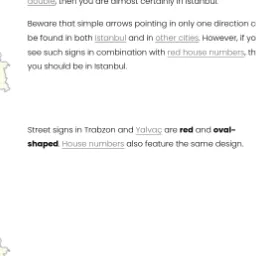 double, then you are almost certainly in Istanbul.
Beware that simple arrows pointing in only one direction c
be found in both Istanbul and in other cities. However, if yo
see such signs in combination with red house numbers, th
you should be in Istanbul.
Street signs in Trabzon and Yalvaç are red and oval-
shaped. House numbers also feature the same design.